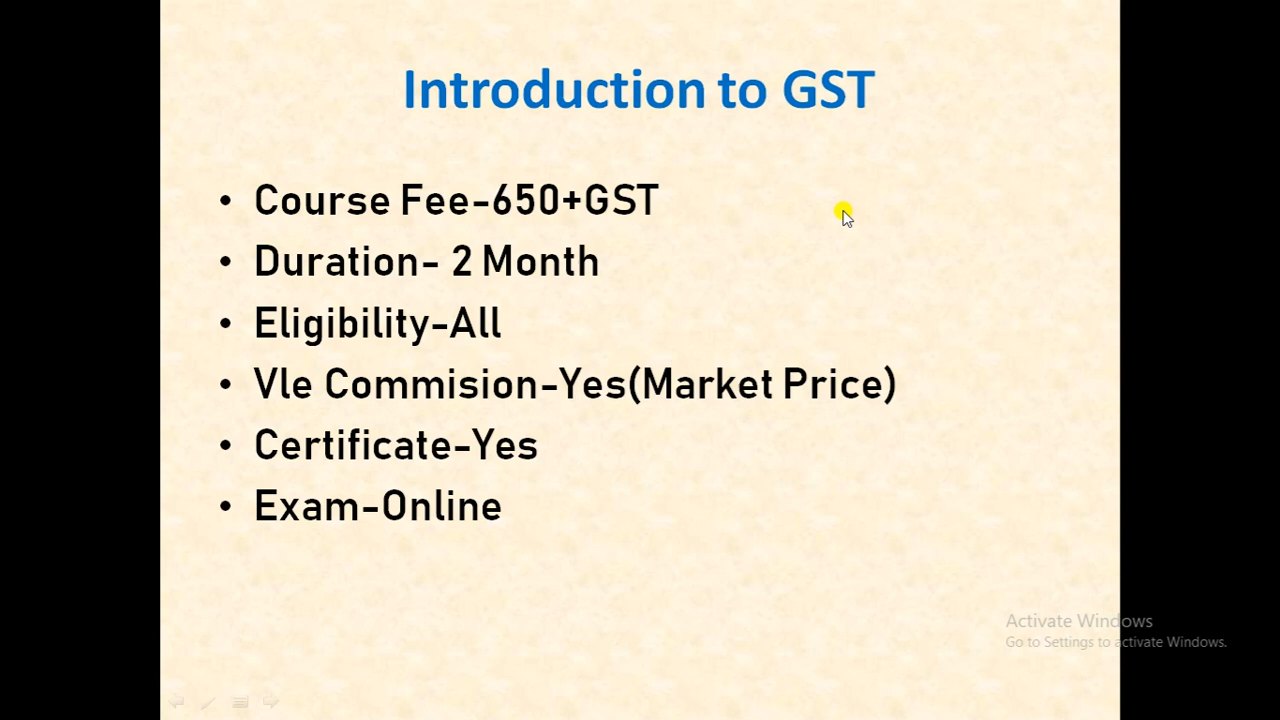 Introduction to GST
• Course Fee-650+GST
• Duration- 2 Month
• Eligibility-All
• Vle Commision-Yes(Market Price)
• Certificate-Yes
• Exam-Online
Activate Windows
Go to Settings to activate Windows.